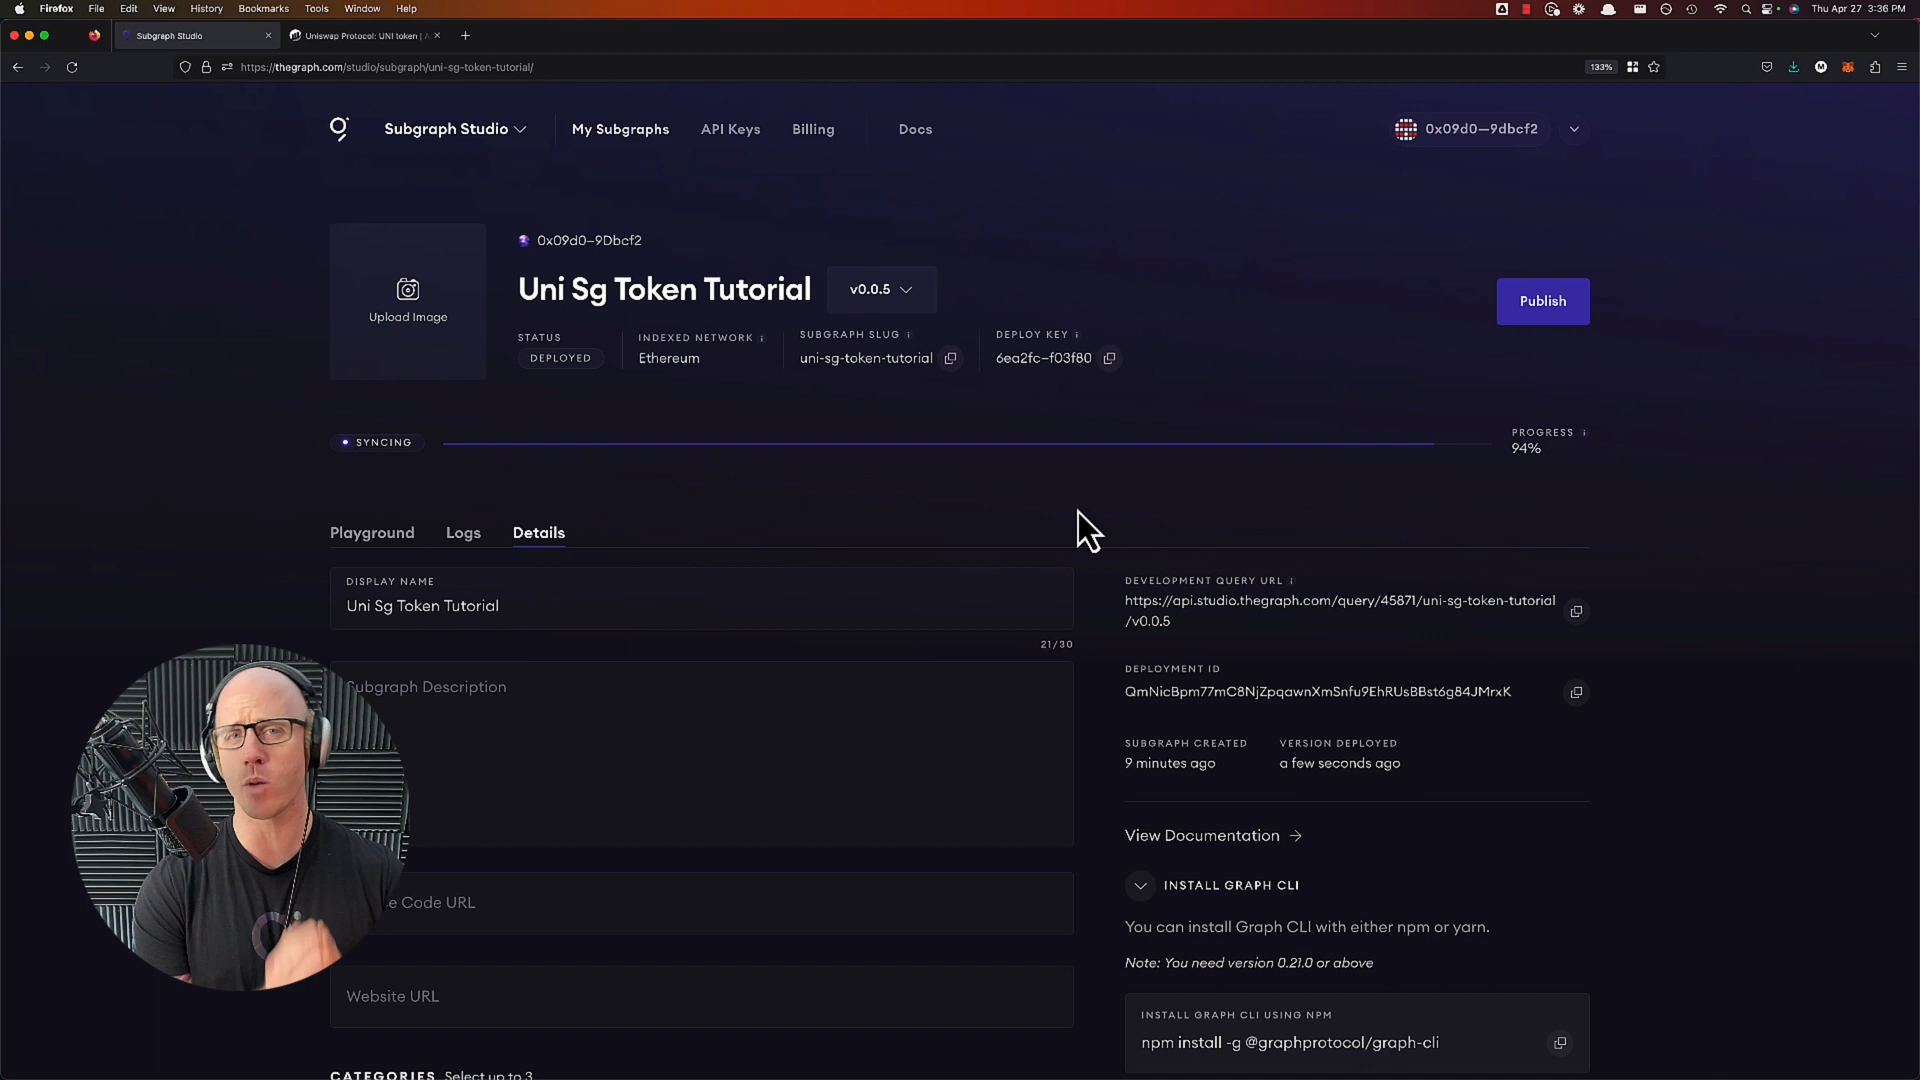 Firefox File Edit View History Bookmarks Tools Window Help Thu Apr 27 3:36 PM
Subgraph Studio Uniswap Protocol: UNI token |
https://thegraph.com/studio/subgraph/uni-sg-token-tutorial/ 133%
Subgraph Studio My Subgraphs API Keys Billing Docs 0x09d0—9dbcf2
0x09d0—9Dbcf2
Upload Image
Uni Sg Token Tutorial v0.0.5
Publish
STATUS INDEXED NETWORK SUBGRAPH SLUG DEPLOY KEY
DEPLOYED Ethereum uni-sg-token-tutorial 6ea2fc—f03f80
SYNCING PROGRESS
94%
Playground Logs Details
DISPLAY NAME
Uni Sg Token Tutorial
21/30
Subgraph Description
e Code URL
Website URL
CATEGORIES Select up to 3
DEVELOPMENT QUERY URL
https://api.studio.thegraph.com/query/45871/uni-sg-token-tutorial
/v0.0.5
DEPLOYMENT ID
QmNicBpm77mC8NjZpqawnXmSnfu9EhRUsBBst6g84JMrxK
SUBGRAPH CREATED VERSION DEPLOYED
9 minutes ago a few seconds ago
View Documentation
INSTALL GRAPH CLI
You can install Graph CLI with either npm or yarn.
Note: You need version 0.21.0 or above
INSTALL GRAPH CLI USING NPM
npm install -g @graphprotocol/graph-cli